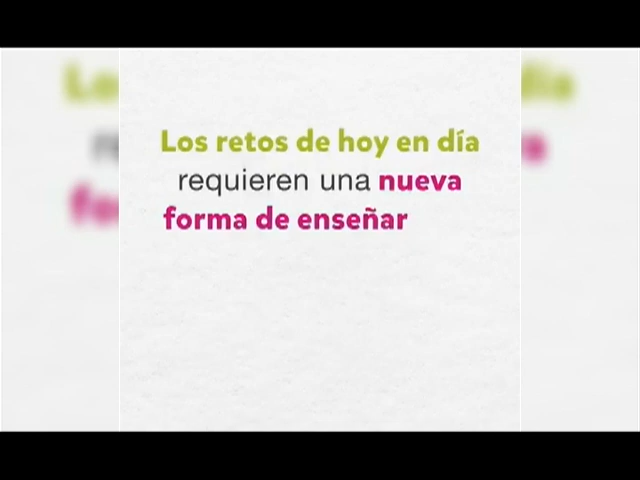 Los retos de hoy en día
requieren una nueva
forma de enseñar